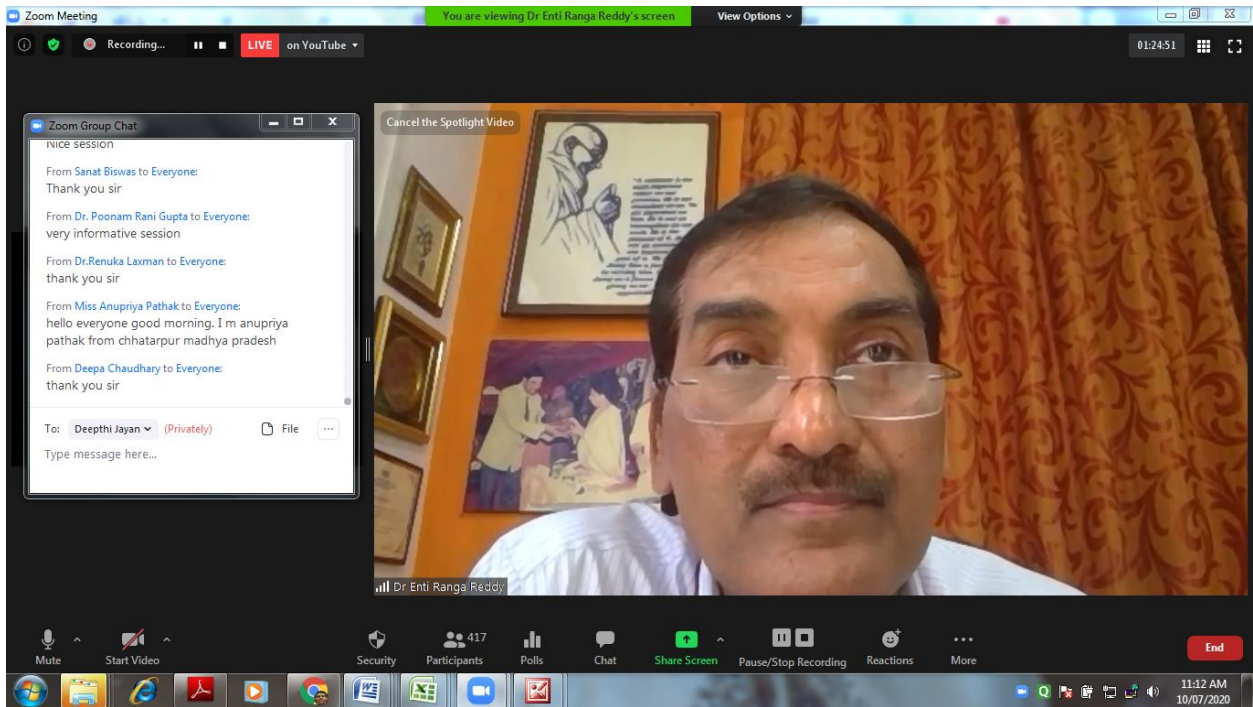 Zoom Meeting
You are viewing Dr Enti Ranga Reddy's screen
View Options
Recording...
LIVE on YouTube
01:24:51
Zoom Group Chat
Nice session
From Sanat Biswas to Everyone:
Thank you sir
From Dr. Poonam Rani Gupta to Everyone:
very informative session
From Dr.Renuka Laxman to Everyone:
thank you sir
From Miss Anupriya Pathak to Everyone:
hello everyone good morning. I m anupriya
pathak from chhatarpur madhya pradesh
From Deepa Chaudhary to Everyone:
thank you sir
To: Deepthi Jayan (Privately) File
Type message here...
Cancel the Spotlight Video
Dr Enti Ranga Reddy
417
Mute
Start Video
Security
Participants
Polls
Chat
Share Screen
Pause/Stop Recording
Reactions
More
End
11:12 AM
10/07/2020